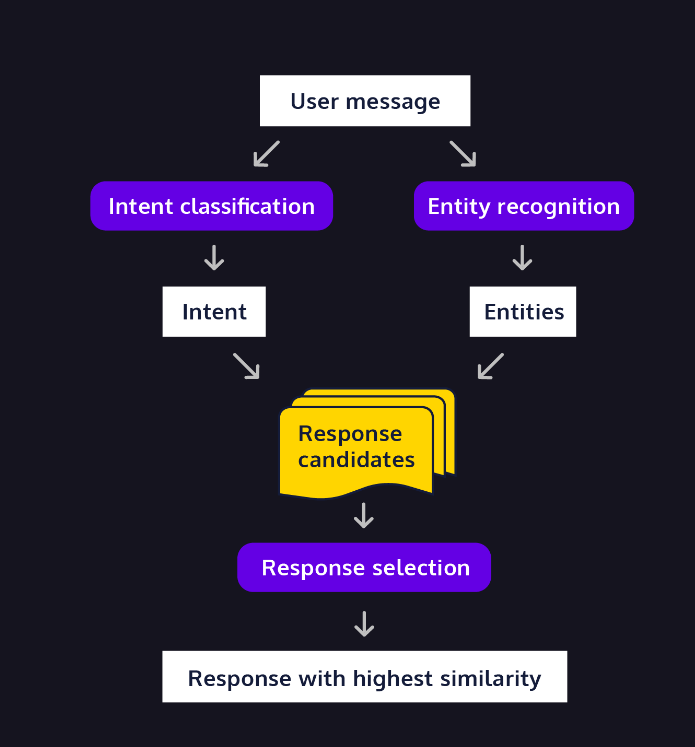 User message
Intent classification
Entity recognition
Intent
Entities
Response
candidates
Response selection
Response with highest similarity